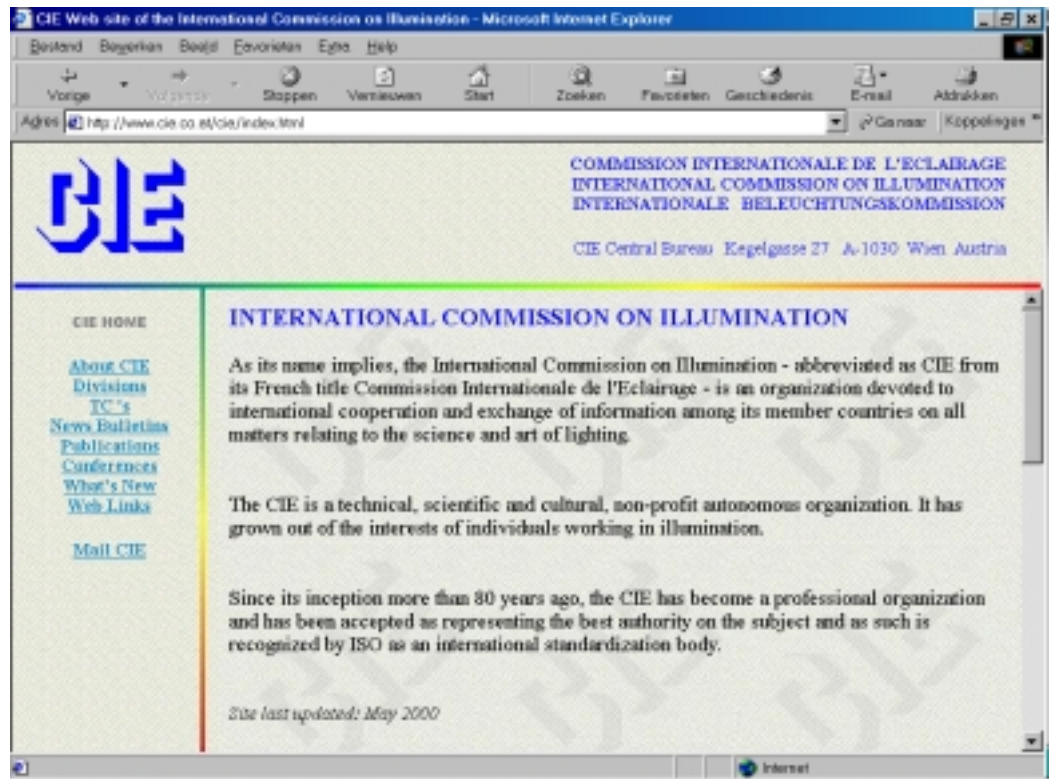 CIE Web site of the International Commission on Illumination - Microsoft Internet Explorer
Bestand Bewerken Beeld Favorieten Extra Help
Vorige Volgende Stoppen Vernieuwen Start Zoeken Favorieten Geschiedenis E-mail Afdrukken
Adres http://www.cie.co.at/cie/index.html Ga naar Koppelingen
CIE
COMMISSION INTERNATIONALE DE L'ECLAIRAGE
INTERNATIONAL COMMISSION ON ILLUMINATION
INTERNATIONALE BELEUCHTUNGSKOMMISSION
CIE Central Bureau Kegelgasse 27 A-1030 Wien Austria
CIE HOME
About CIE
Divisions
TC's
News Bulletins
Publications
Conferences
What's New
Web Links
Mail CIE
INTERNATIONAL COMMISSION ON ILLUMINATION
As its name implies, the International Commission on Illumination - abbreviated as CIE from
its French title Commission Internationale de l'Eclairage - is an organization devoted to
international cooperation and exchange of information among its member countries on all
matters relating to the science and art of lighting.
The CIE is a technical, scientific and cultural, non-profit autonomous organization. It has
grown out of the interests of individuals working in illumination.
Since its inception more than 80 years ago, the CIE has become a professional organization
and has been accepted as representing the best authority on the subject and as such is
recognized by ISO as an international standardization body.
Site last updated: May 2000
Internet